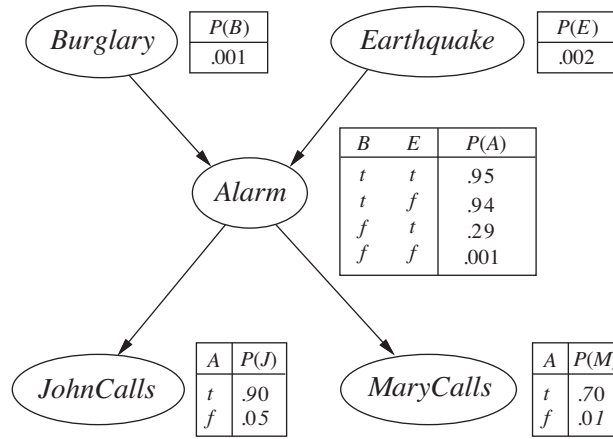 Burglary
P(B)
.001
Earthquake
P(E)
.002
Alarm
B E P(A)
t t .95
t f .94
f t .29
f f .001
JohnCalls
A P(J)
t .90
f .05
MaryCalls
A P(M
t .70
f .01